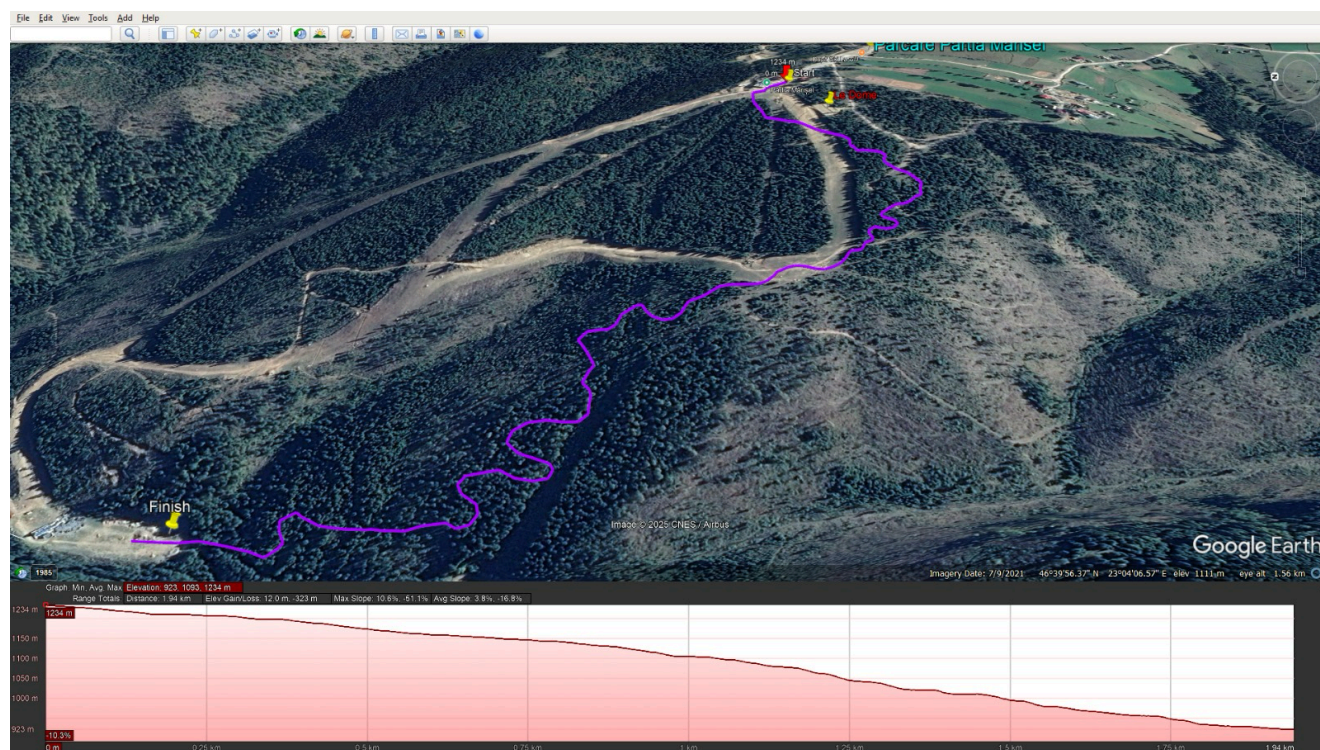 File Edit View Tools Add Help
Parcare Partia Marisel
1234 m
0 m
Start
Finish
Image © 2025 CNES / Airbus
Google Earth
1985
Imagery Date: 7/9/2021 46°39'56.37" N 23°04'06.57" E elev 1111 m eye alt 1.56 km
Graph: Min, Avg, Max Elevation: 923, 1093, 1234 m
Range Totals: Distance: 1.94 km Elev Gain/Loss: 12.0 m, -323 m Max Slope: 10.6%, -51.1% Avg Slope: 3.8%, -16.8%
1234 m
1234 m
1150 m
1100 m
1050 m
1000 m
923 m
-10.3%
0 m 0.25 km 0.5 km 0.75 km 1 km 1.25 km 1.5 km 1.75 km 1.94 km